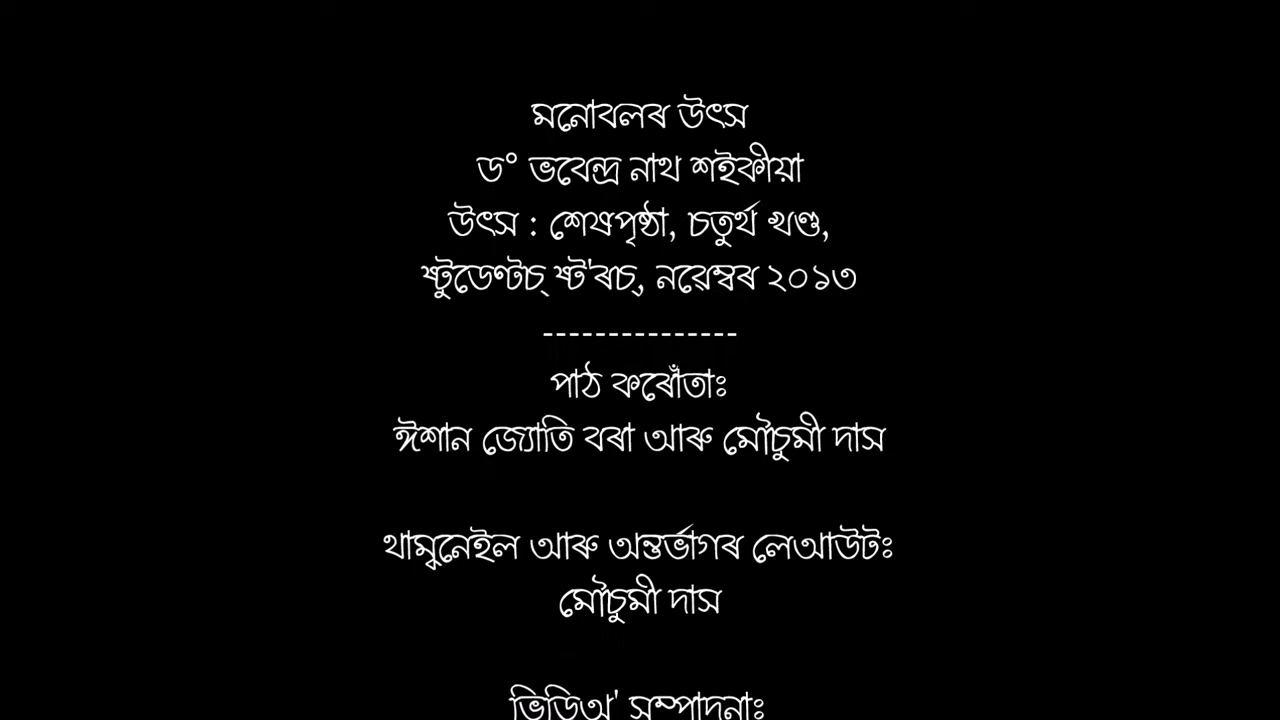 মনোবলৰ উৎস
ড° ভবেন্দ্ৰ নাথ শইকীয়া
উৎস : শেষপৃষ্ঠা, চতুৰ্থ খণ্ড,
ষ্টুডেণ্টচ্ ষ্ট'ৰচ্, নৱেম্বৰ ২০১৩
---------------
পাঠ কৰোঁতাঃ
ঈশান জ্যোতি বৰা আৰু মৌচুমী দাস
থাম্বনেইল আৰু অন্তৰ্ভাগৰ লেআউটঃ
মৌচুমী দাস
ভিডিঅ' সম্পাদনাঃ